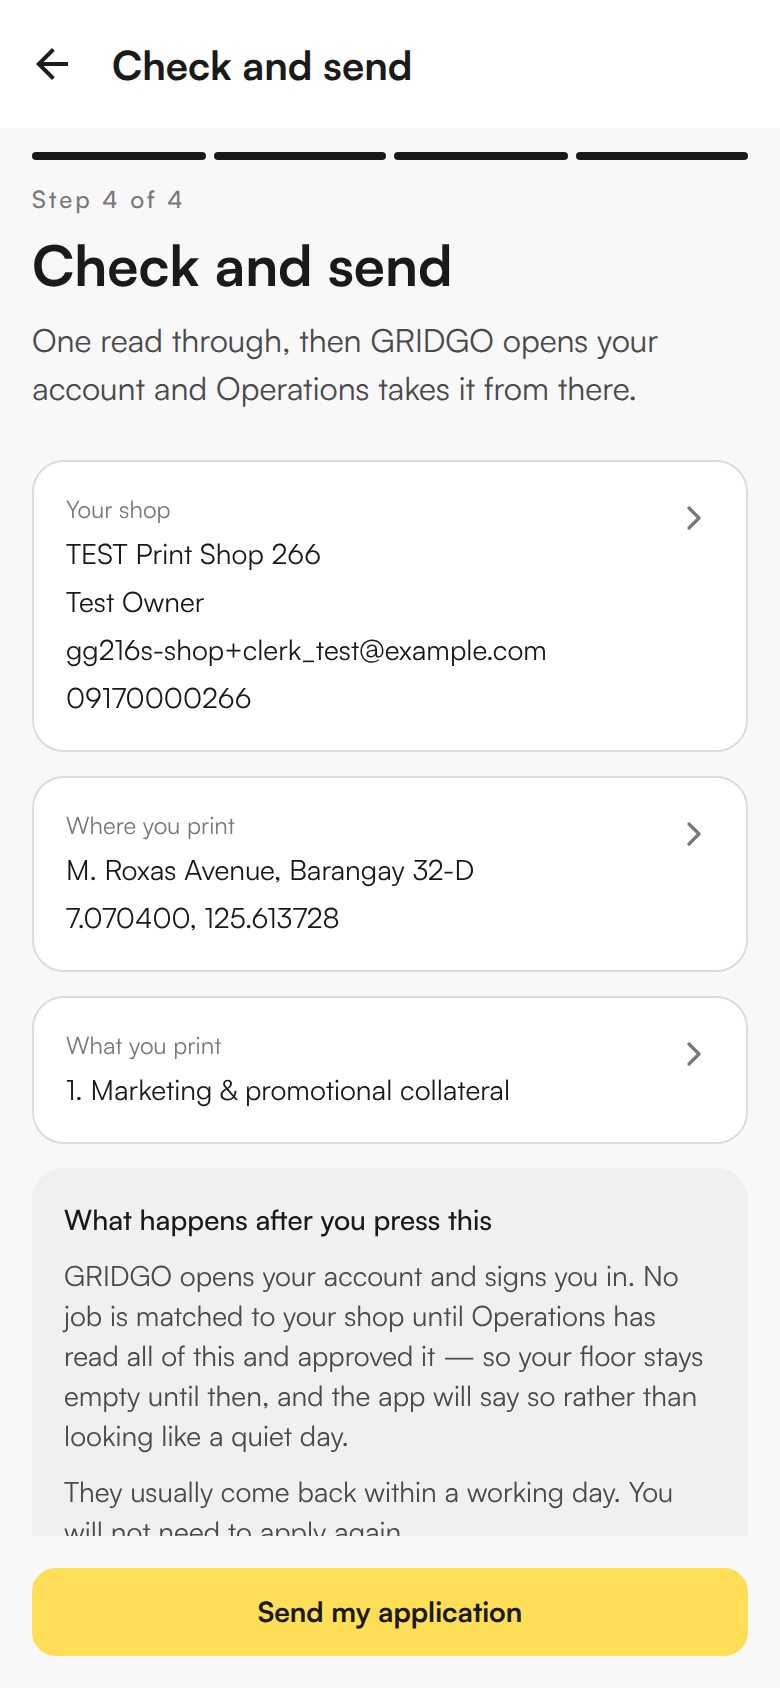 Check and send
Step 4 of 4
Check and send
One read through, then GRIDGO opens your
account and Operations takes it from there.
Your shop
TEST Print Shop 266
Test Owner
gg216s-shop+clerk_test@example.com
09170000266
Where you print
M. Roxas Avenue, Barangay 32-D
7.070400, 125.613728
What you print
1. Marketing & promotional collateral
What happens after you press this
GRIDGO opens your account and signs you in. No
job is matched to your shop until Operations has
read all of this and approved it — so your floor stays
empty until then, and the app will say so rather than
looking like a quiet day.
They usually come back within a working day. You
will not need to apply again
Send my application